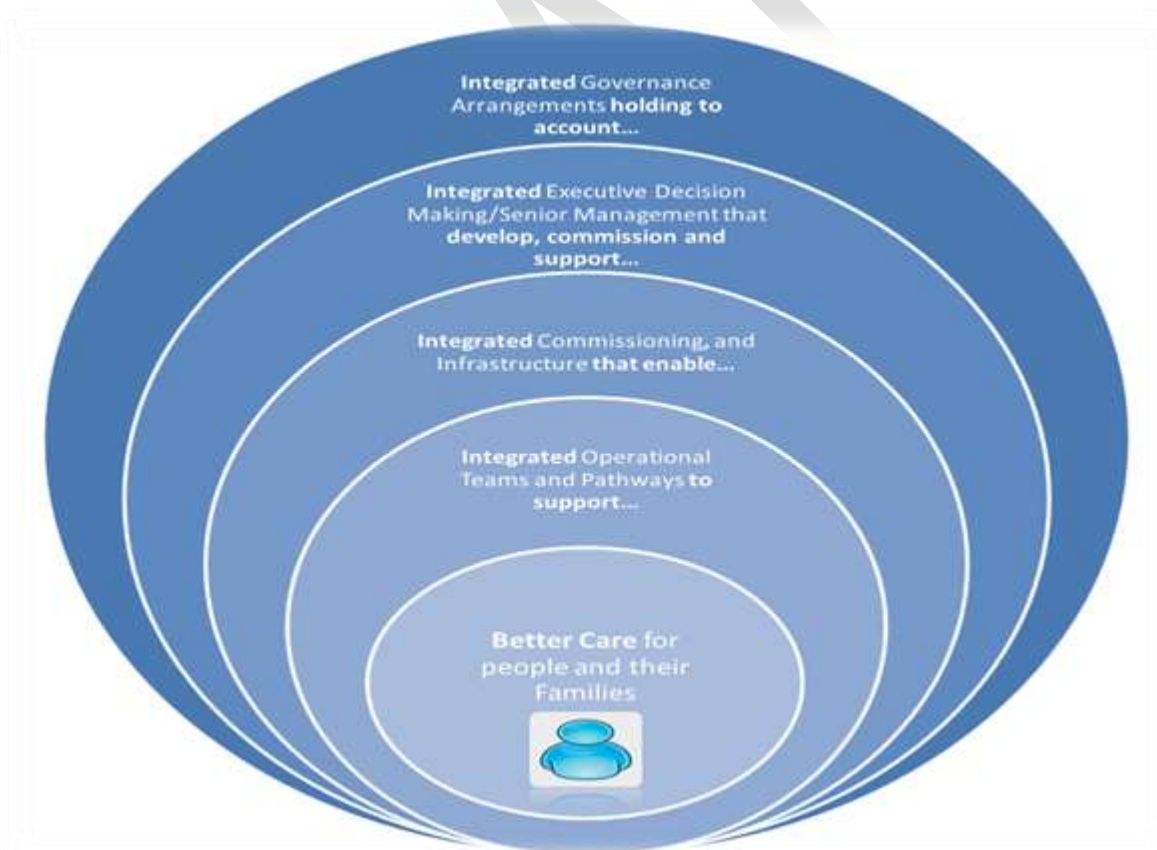 Integrated Governance
Arrangements holding to
account...
Integrated Executive Decision
Making/Senior Management that
develop, commission and
support...
Integrated Commissioning, and
Infrastructure that enable...
Integrated Operational
Teams and Pathways to
support...
Better Care for
people and their
Families